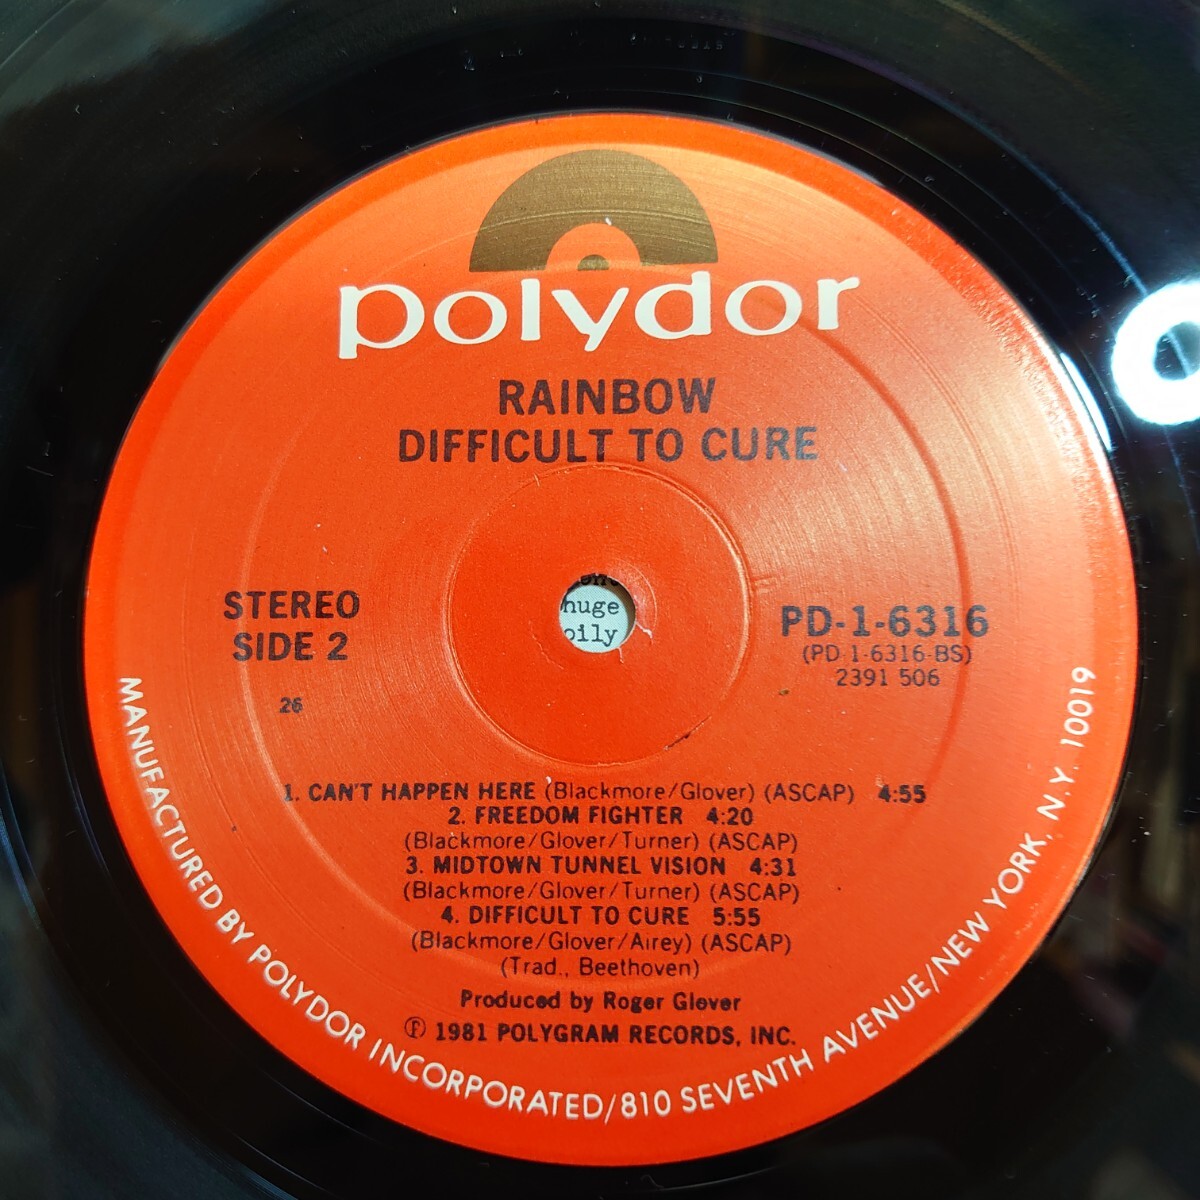 polydor
RAINBOW
DIFFICULT TO CURE
STEREO
SIDE 2
26
huge
oily
PD-1-6316
(PD 1-6316-BS)
2391 506
1. CAN'T HAPPEN HERE (Blackmore/Glover) (ASCAP) 4:55
2. FREEDOM FIGHTER 4:20
(Blackmore/Glover/Turner) (ASCAP)
3. MIDTOWN TUNNEL VISION 4:31
(Blackmore/Glover/Turner) (ASCAP)
4. DIFFICULT TO CURE 5:55
(Blackmore/Glover/Airey) (ASCAP)
(Trad., Beethoven)
Produced by Roger Glover
℗ 1981 POLYGRAM RECORDS, INC.
MANUFACTURED BY POLYDOR INCORPORATED/810 SEVENTH AVENUE/NEW YORK, N.Y. 10019